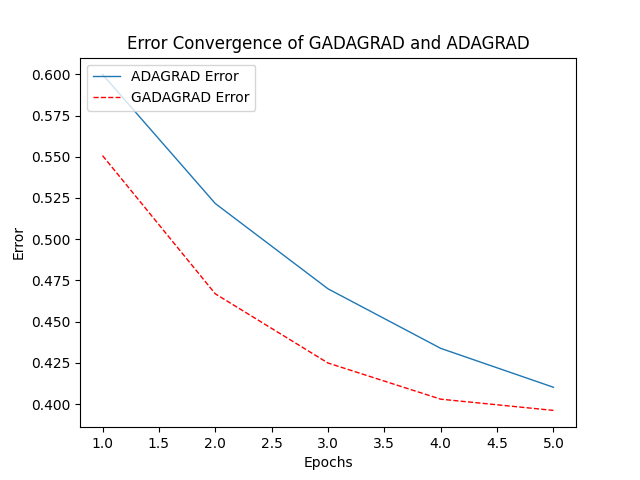 Error Convergence of GADAGRAD and ADAGRAD
ADAGRAD Error
GADAGRAD Error
0.600
0.575
0.550
0.525
0.500
0.475
0.450
0.425
0.400
Error
1.0 1.5 2.0 2.5 3.0 3.5 4.0 4.5 5.0
Epochs